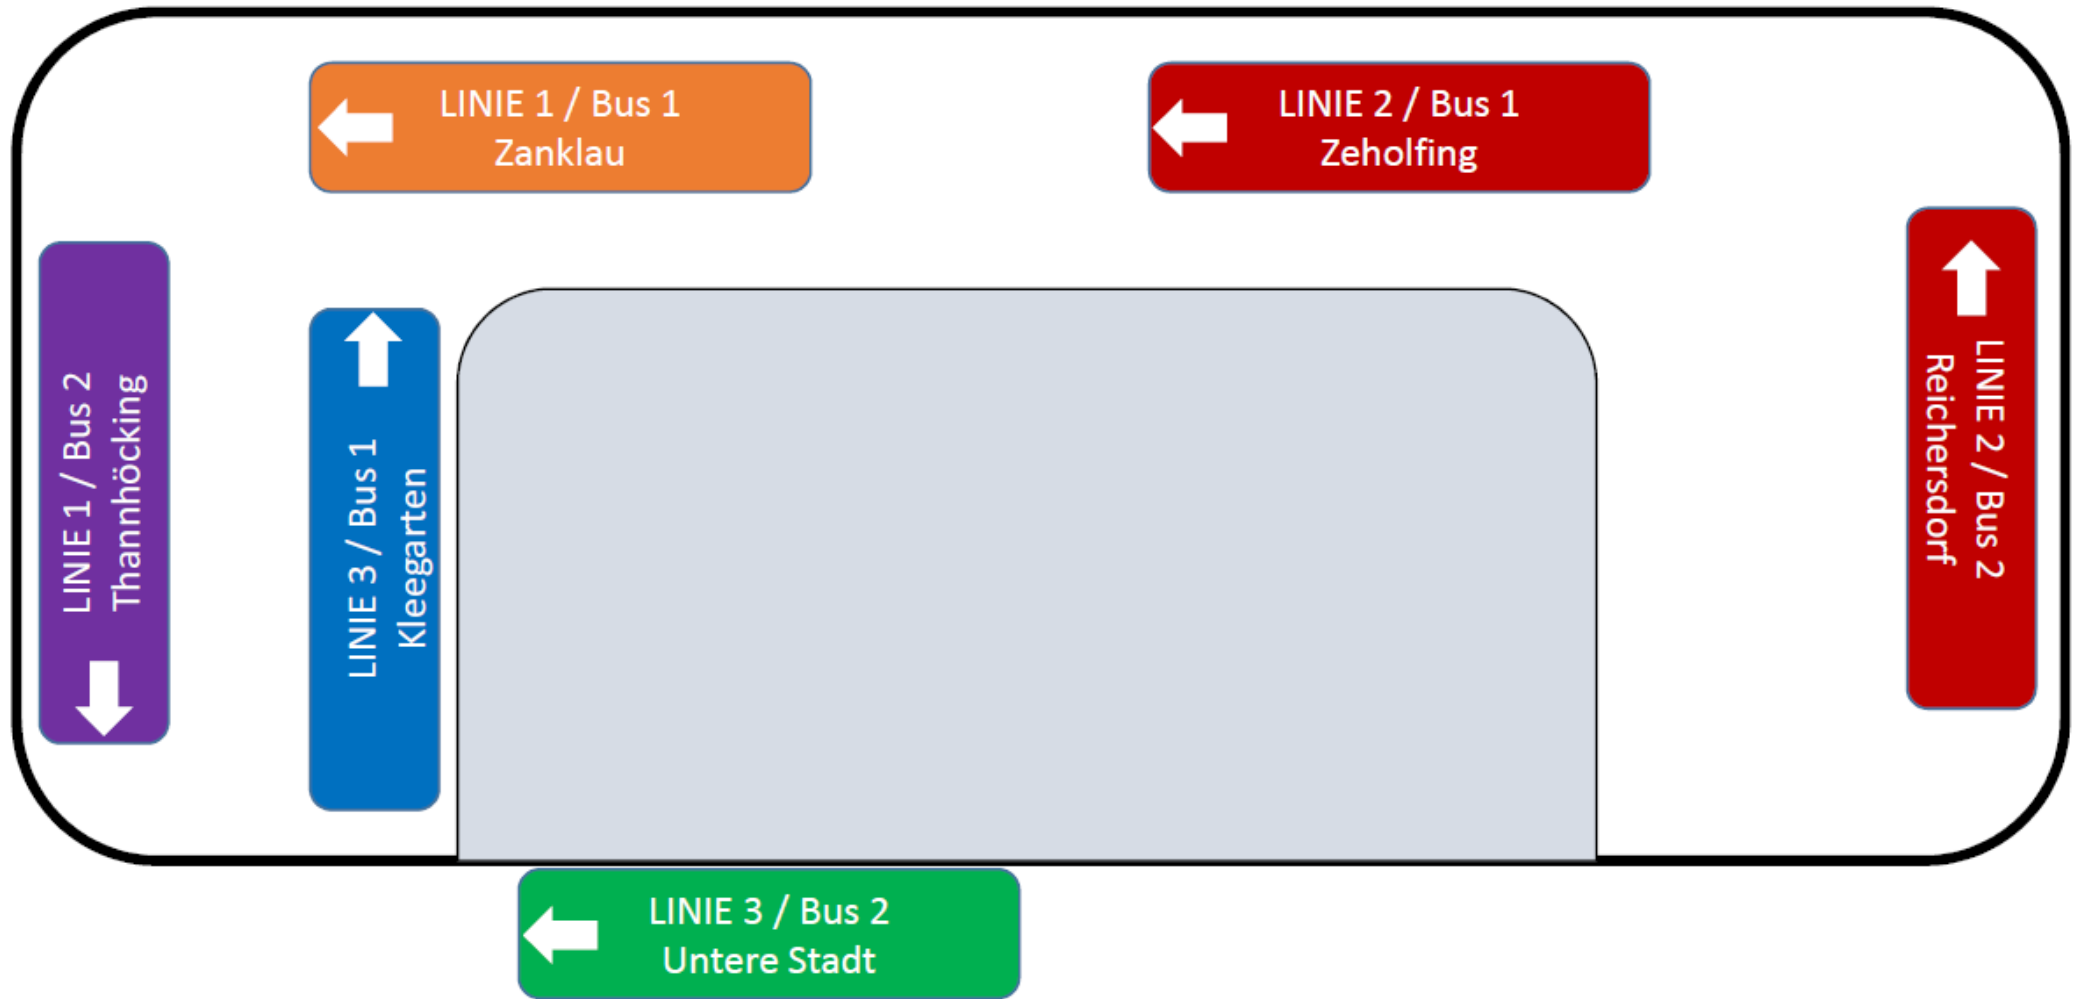 LINIE 1 / Bus 1
Zanklau
LINIE 2 / Bus 1
Zeholfing
LINIE 1 / Bus 2
Thannhöcking
LINIE 3 / Bus 1
Kleegarten
LINIE 2 / Bus 2
Reichersdorf
LINIE 3 / Bus 2
Untere Stadt